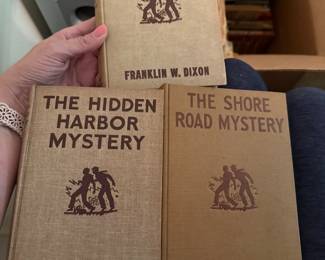 FRANKLIN W. DIXON
THE HIDDEN
HARBOR
MYSTERY
THE SHORE
ROAD MYSTERY